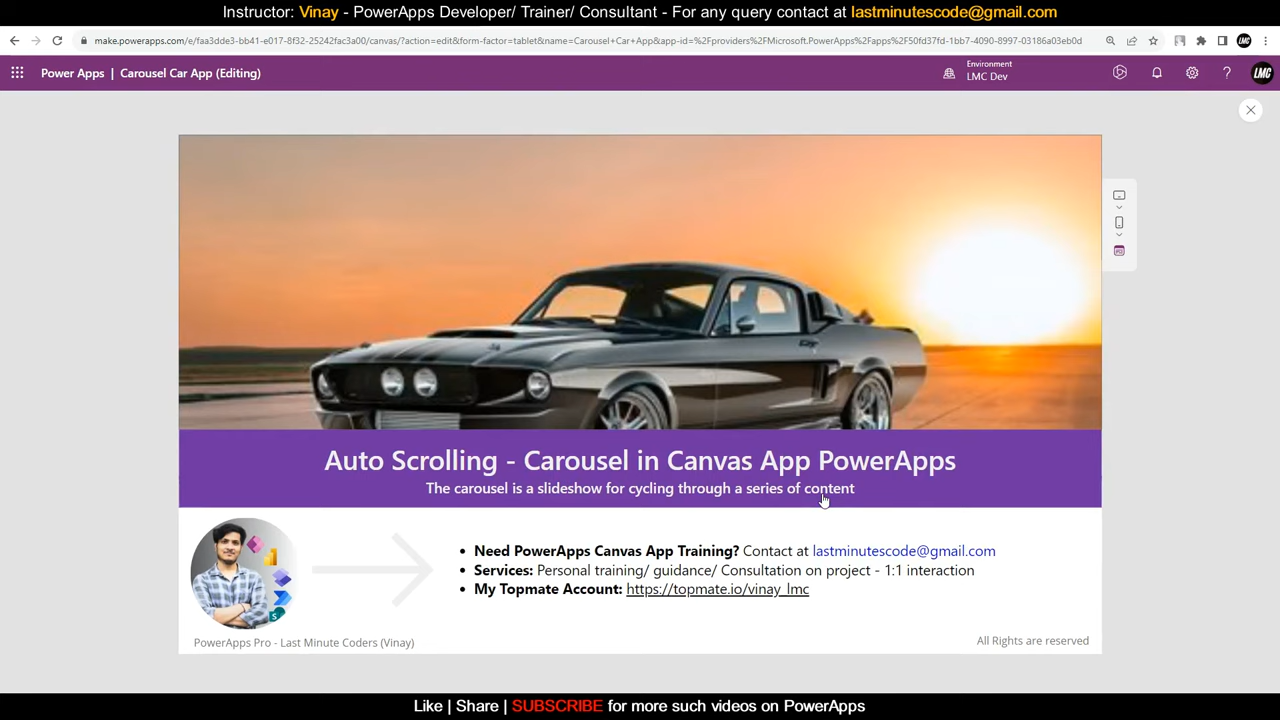 Instructor: Vinay - PowerApps Developer/ Trainer/ Consultant - For any query contact at lastminutescode@gmail.com
make.powerapps.com/e/faa3dde3-bb41-e017-8f32-25242fac3a00/canvas/?action=edit&form-factor=tablet&name=Carousel+Car+App&app-id=%2Fproviders%2FMicrosoft.PowerApps%2Fapps%2F50fd37fd-1bb7-4090-8997-03186a03eb0d
Power Apps | Carousel Car App (Editing)
Environment
LMC Dev
LMC
Auto Scrolling - Carousel in Canvas App PowerApps
The carousel is a slideshow for cycling through a series of content
• Need PowerApps Canvas App Training? Contact at lastminutescode@gmail.com
• Services: Personal training/ guidance/ Consultation on project - 1:1 interaction
• My Topmate Account: https://topmate.io/vinay_lmc
PowerApps Pro - Last Minute Coders (Vinay)
All Rights are reserved
Like | Share | SUBSCRIBE for more such videos on PowerApps